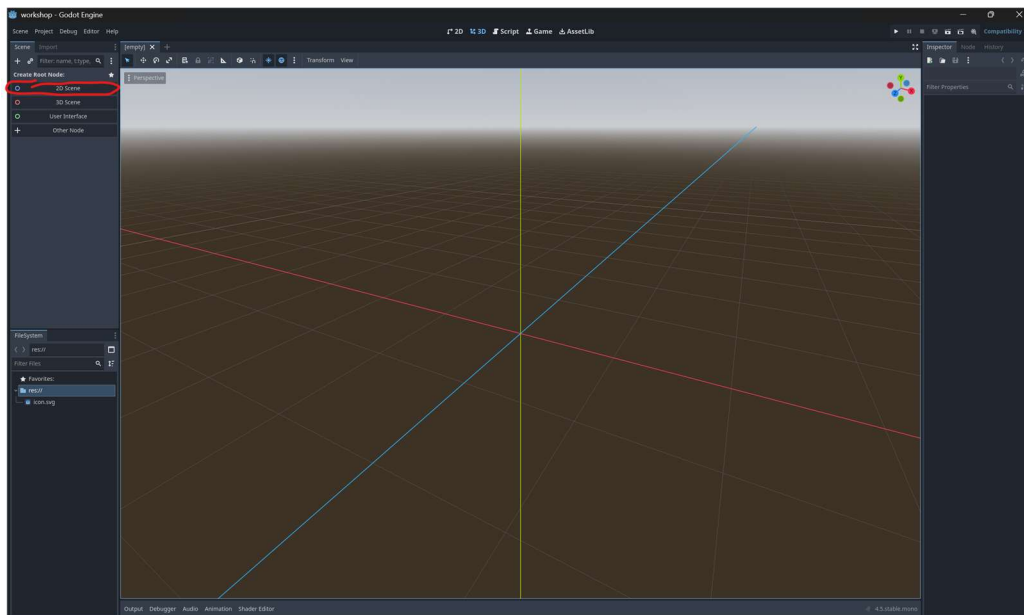 workshop - Godot Engine
Scene Project Debug Editor Help
2D 3D Script Game AssetLib
Compatibility
Scene Import
[empty]
Inspector Node History
Filter: name, t:type,
Transform View
Create Root Node:
Perspective
2D Scene
Filter Properties
3D Scene
User Interface
Other Node
FileSystem
res://
Filter Files
Favorites:
res://
icon.svg
Output Debugger Audio Animation Shader Editor
4.5.stable.mono